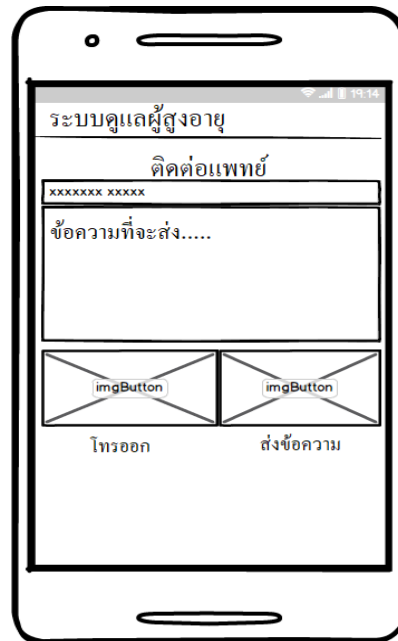 19:14
ระบบดูแลผู้สูงอายุ
ติดต่อแพทย์
xxxxxxx xxxxx
ข้อความที่จะส่ง.....
imgButton imgButton
โทรออก ส่งข้อความ